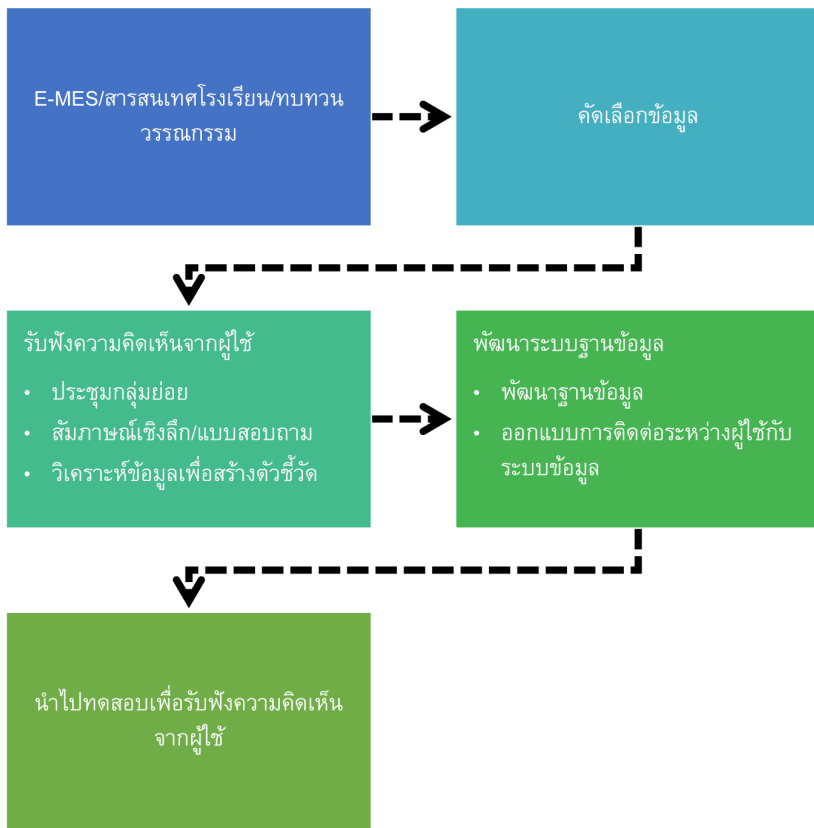 E-MES/สารสนเทศโรงเรียน/ทบทวน
วรรณกรรม
คัดเลือกข้อมูล
รับฟังความคิดเห็นจากผู้ใช้
• ประชุมกลุ่มย่อย
• สัมภาษณ์เชิงลึก/แบบสอบถาม
• วิเคราะห์ข้อมูลเพื่อสร้างตัวชี้วัด
พัฒนาระบบฐานข้อมูล
• พัฒนาฐานข้อมูล
• ออกแบบการติดต่อระหว่างผู้ใช้กับ
ระบบข้อมูล
นำไปทดสอบเพื่อรับฟังความคิดเห็น
จากผู้ใช้